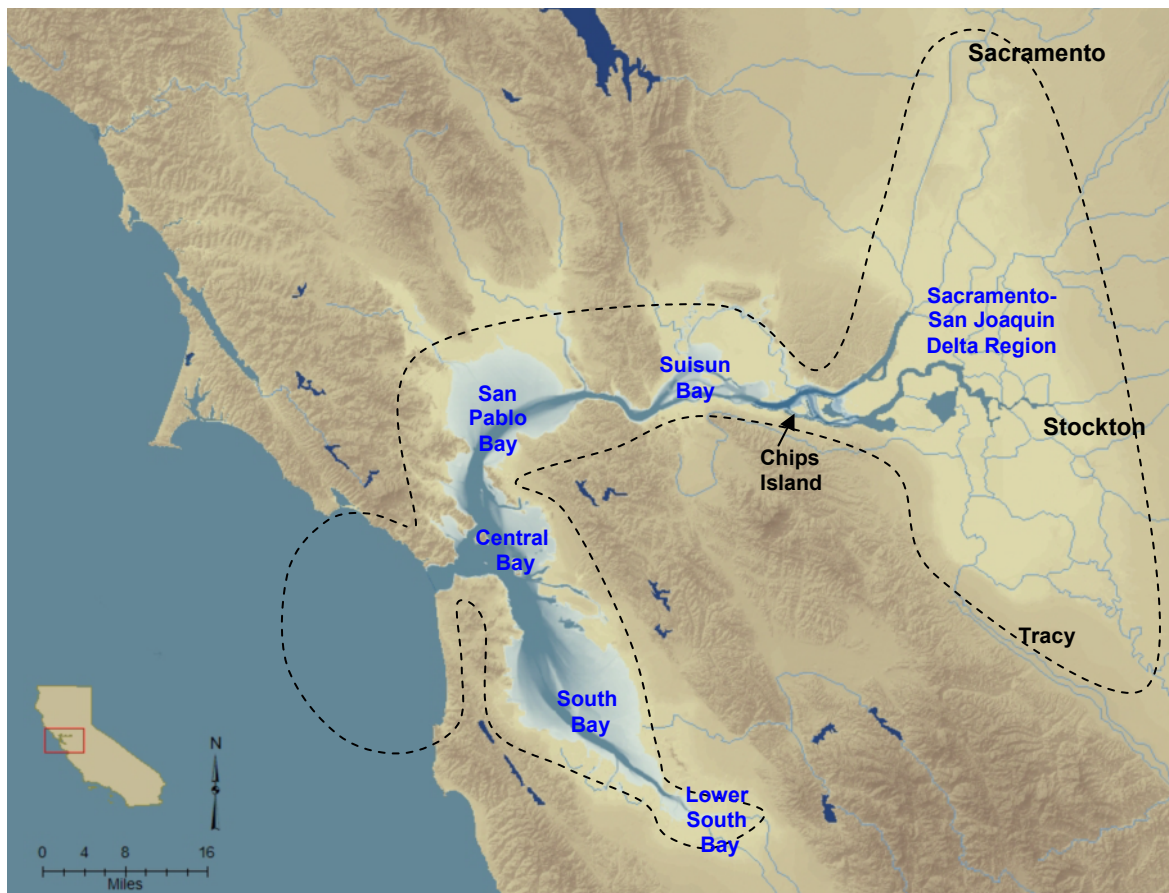 Sacramento
Sacramento-
San Joaquin
Delta Region
Suisun
Bay
San
Pablo
Bay
Stockton
Chips
Island
Central
Bay
Tracy
South
Bay
Lower
South
Bay
N
0 4 8 16
Miles